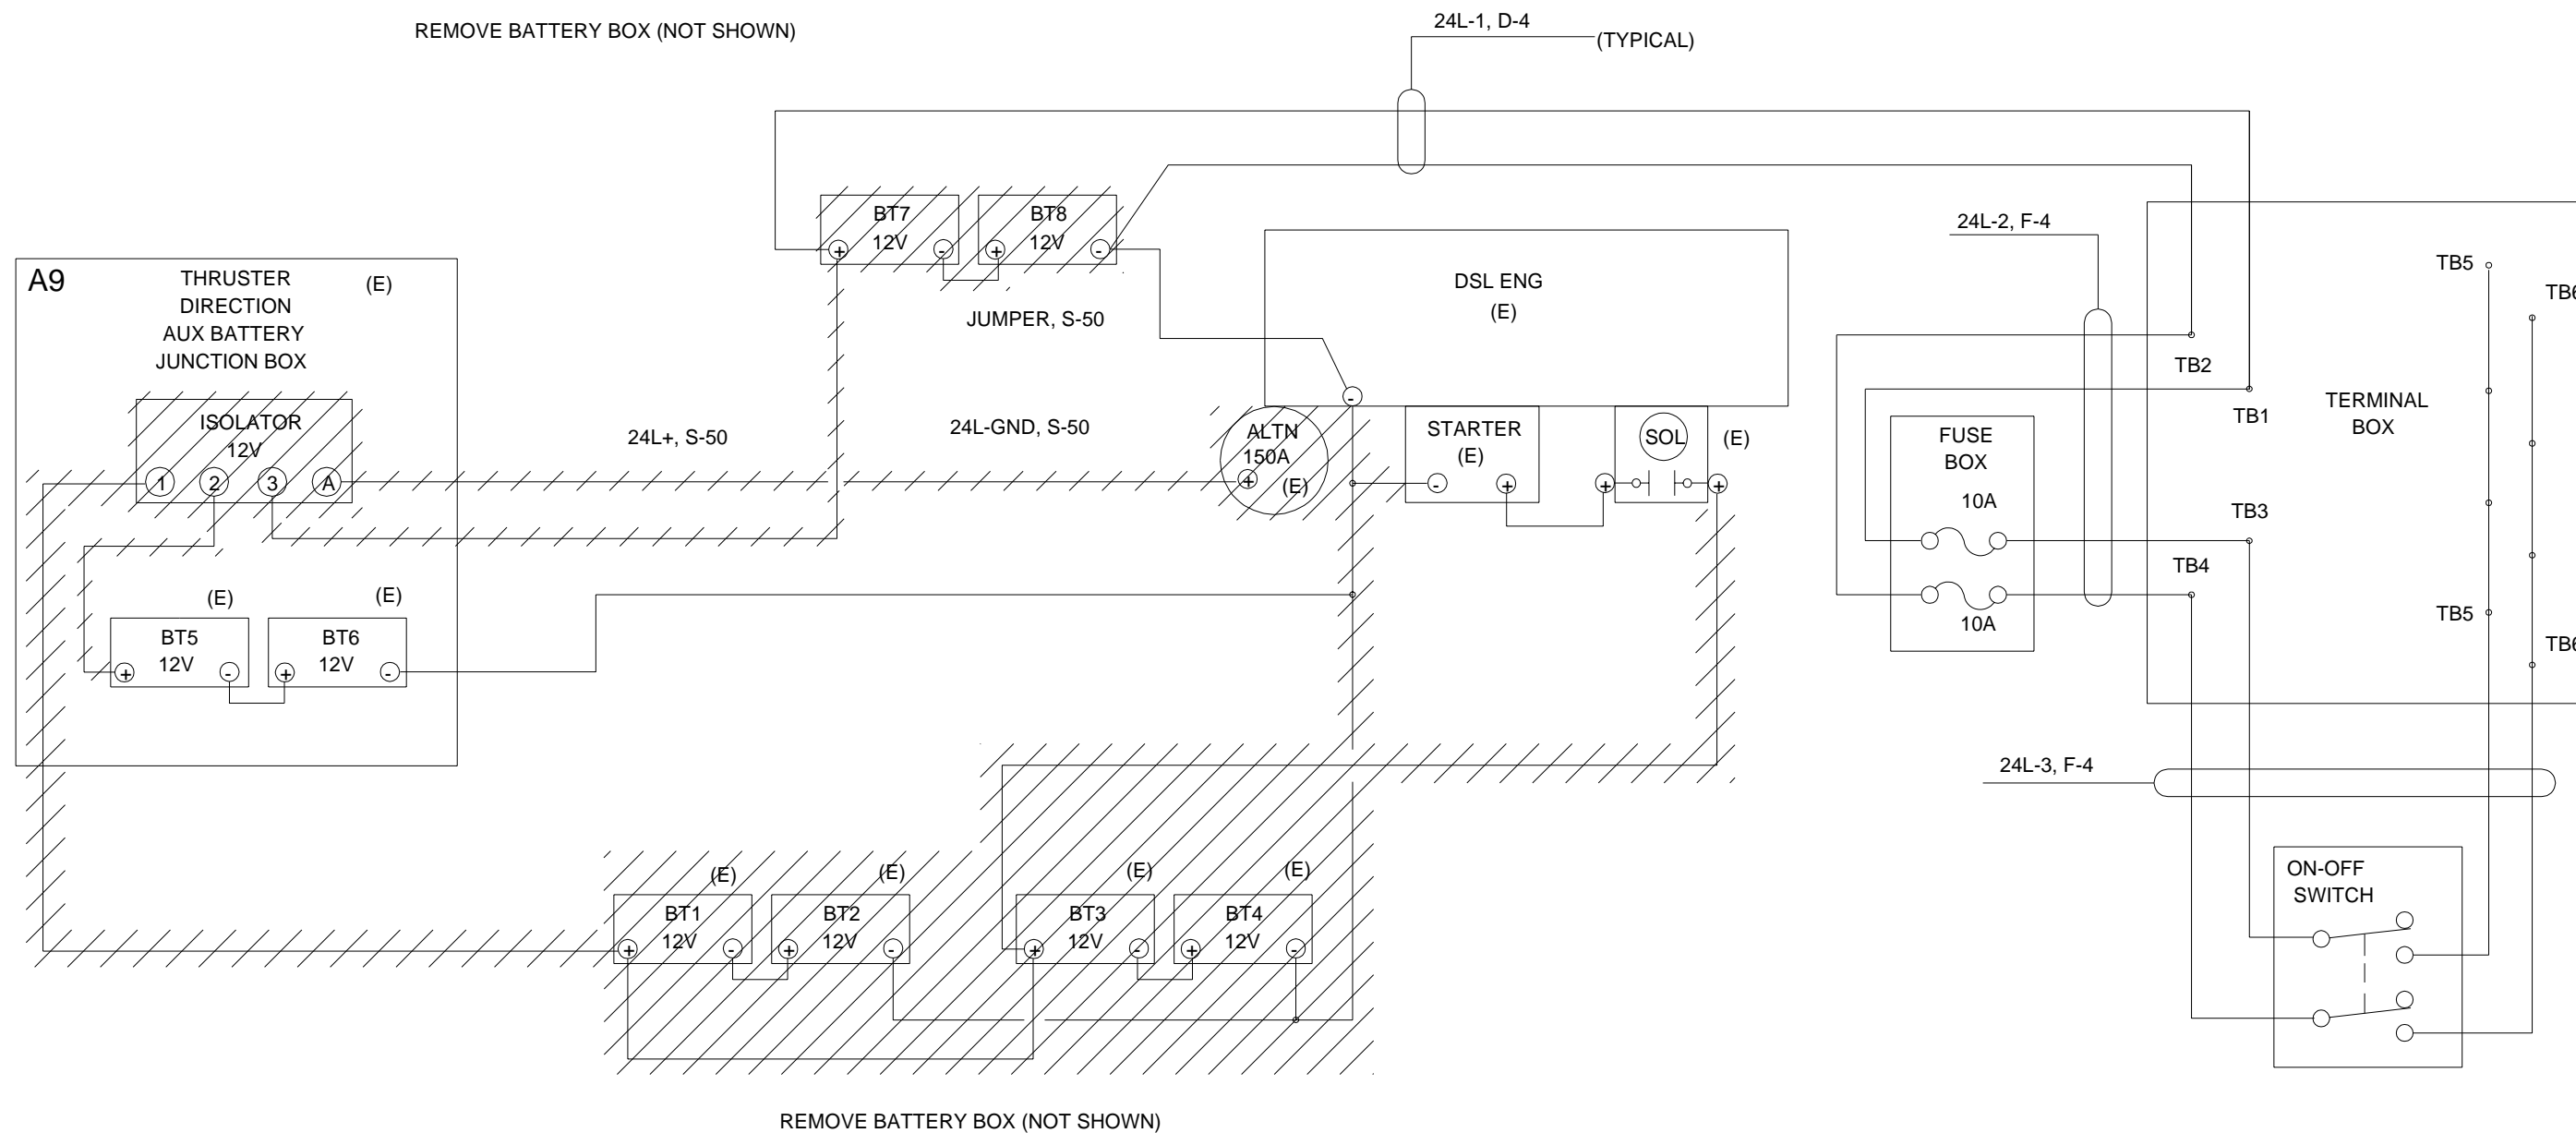 REMOVE BATTERY BOX (NOT SHOWN)
24L-1, D-4
(TYPICAL)
BT7
12V
+
-
BT8
12V
+
-
JUMPER, S-50
A9
THRUSTER
DIRECTION
AUX BATTERY
JUNCTION BOX
(E)
ISOLATOR
12V
1
2
3
A
24L+, S-50
24L-GND, S-50
DSL ENG
(E)
-
ALTN
150A
+
(E)
STARTER
(E)
-
+
SOL
+
+
(E)
24L-2, F-4
FUSE
BOX
10A
10A
TB2
TB1
TB3
TB4
TERMINAL
BOX
TB5
TB6
TB5
TB6
(E)
BT5
12V
+
-
(E)
BT6
12V
+
-
24L-3, F-4
ON-OFF
SWITCH
(E)
BT1
12V
+
-
(E)
BT2
12V
+
-
(E)
BT3
12V
+
-
(E)
BT4
12V
+
-
REMOVE BATTERY BOX (NOT SHOWN)